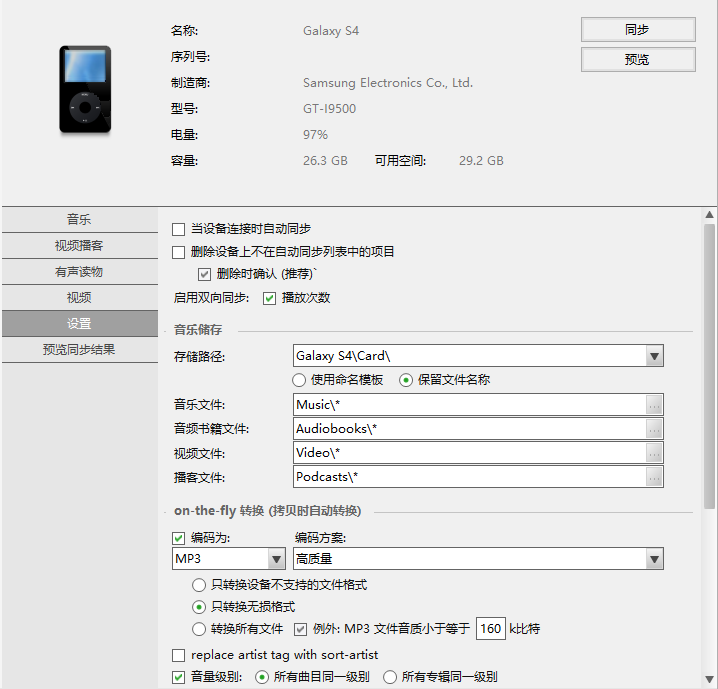 名称: Galaxy S4
同步
序列号:
预览
制造商: Samsung Electronics Co., Ltd.
型号: GT-I9500
电量: 97%
容量: 26.3 GB 可用空间: 29.2 GB
音乐
视频播客
有声读物
视频
设置
预览同步结果
当设备连接时自动同步
删除设备上不在自动同步列表中的项目
删除时确认 (推荐)`
启用双向同步: 播放次数
音乐储存
存储路径: Galaxy S4\Card\
使用命名模板 保留文件名称
音乐文件: Music\* ...
音频书籍文件: Audiobooks\* ...
视频文件: Video\* ...
播客文件: Podcasts\* ...
on-the-fly 转换 (拷贝时自动转换)
编码为: 编码方案:
MP3 高质量
只转换设备不支持的文件格式
只转换无损格式
转换所有文件 例外: MP3 文件音质小于等于 160 k比特
replace artist tag with sort-artist
音量级别: 所有曲目同一级别 所有专辑同一级别